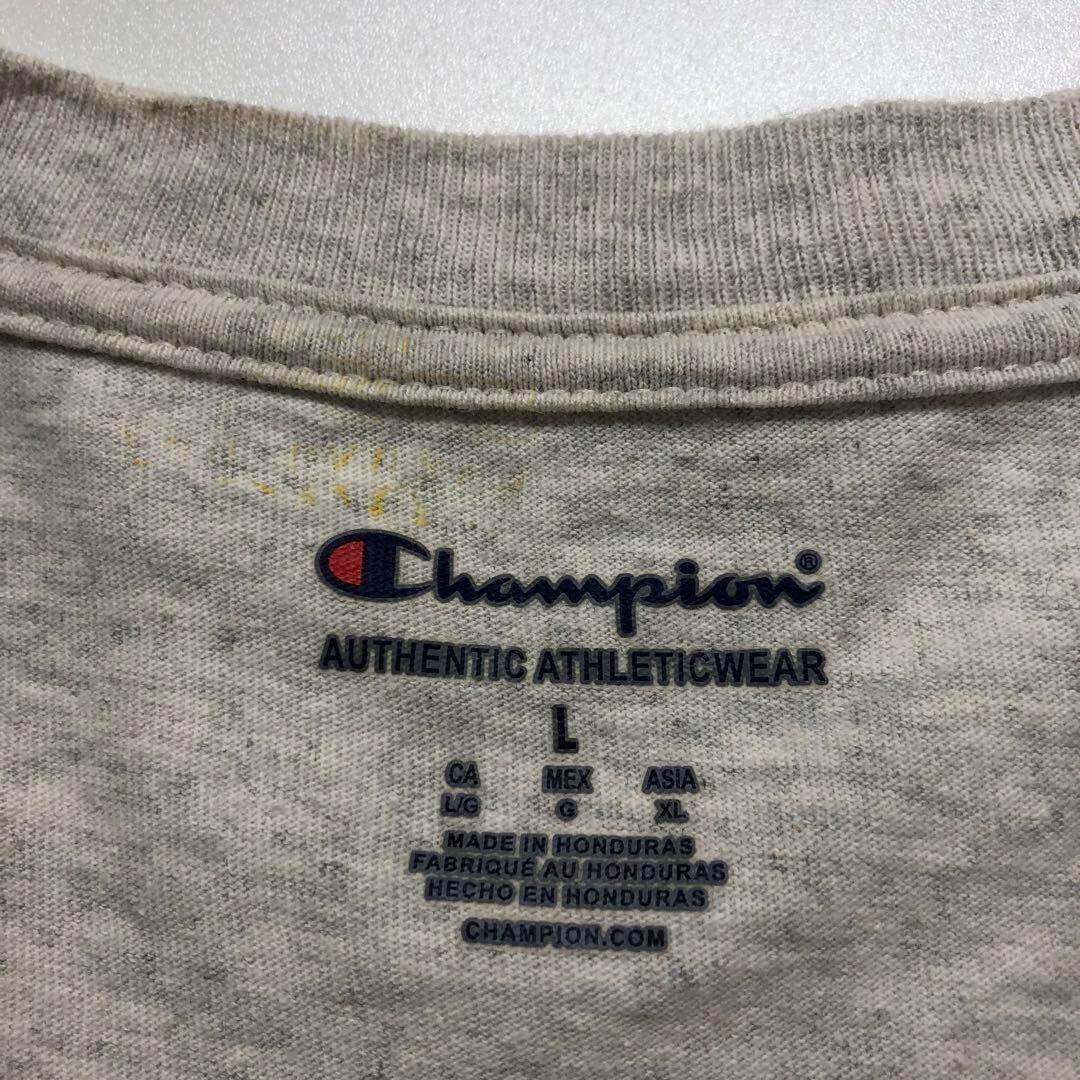 Champion®
AUTHENTIC ATHLETICWEAR
L
CA MEX ASIA
L/G G XL
MADE IN HONDURAS
FABRIQUÉ AU HONDURAS
HECHO EN HONDURAS
CHAMPION.COM